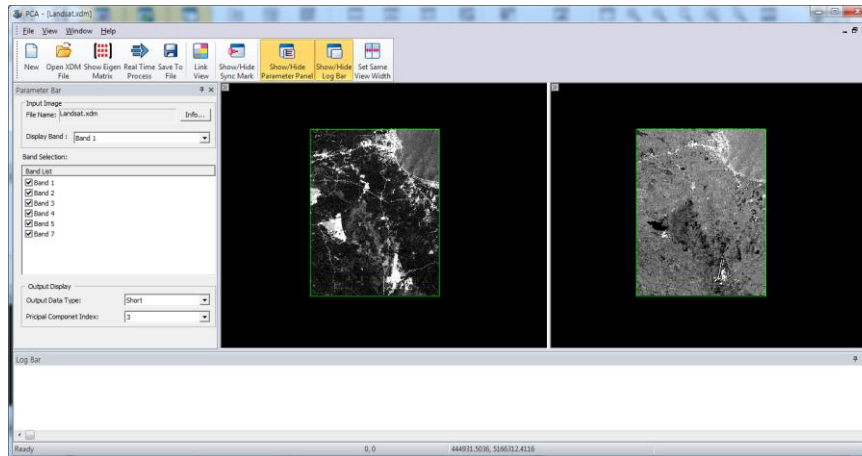 PCA - [Landsat.xdm]
File View Window Help
New Open XDM File Show Eigen Matrix Real Time Process Save To File Link View Show/Hide Sync Mark Show/Hide Parameter Panel Show/Hide Log Bar Set Same View Width
Parameter Bar
Input Image
File Name: Landsat.xdm Info...
Display Band : Band 1
Band Selection:
Band List
Band 1
Band 2
Band 3
Band 4
Band 5
Band 7
Output Display
Output Data Type: Short
Pricipal Componet Index: 3
Log Bar
Ready 0, 0 444931.5036, 5166312.4116